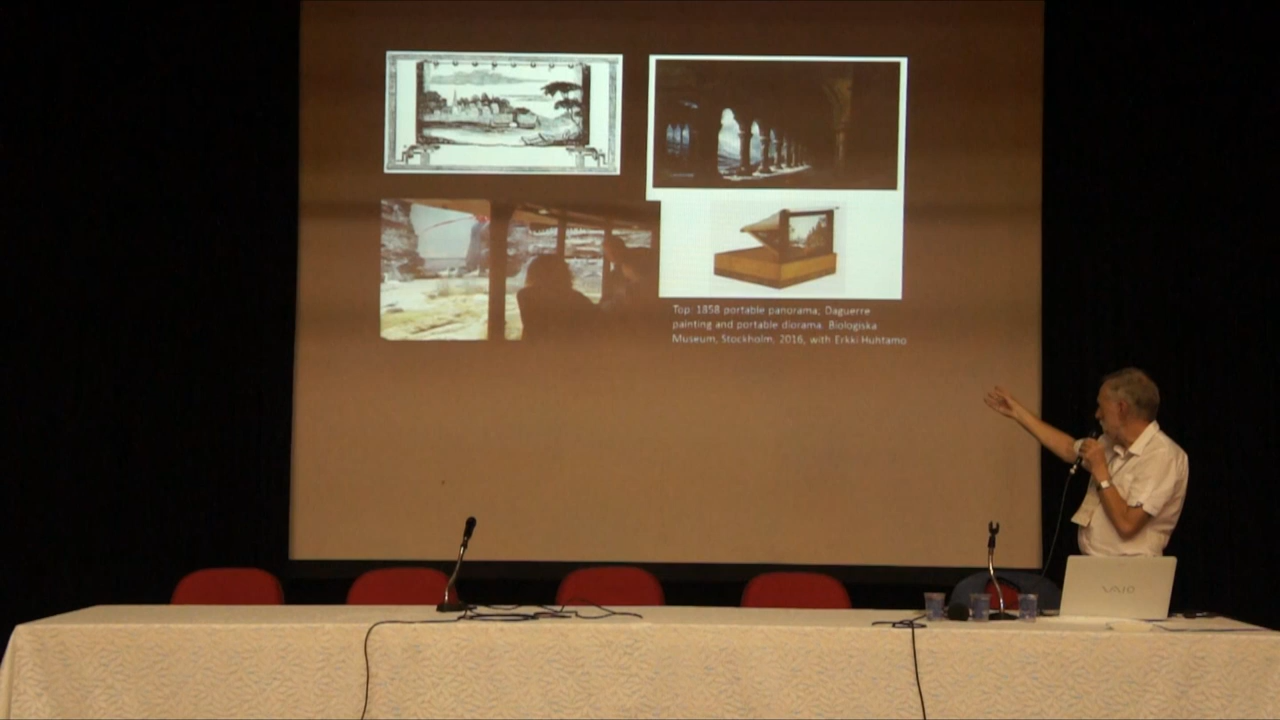 Top: 1858 portable panorama; Daguerre
painting and portable diorama. Biologiska
Museum, Stockholm, 2016, with Erkki Huhtamo
VAIO